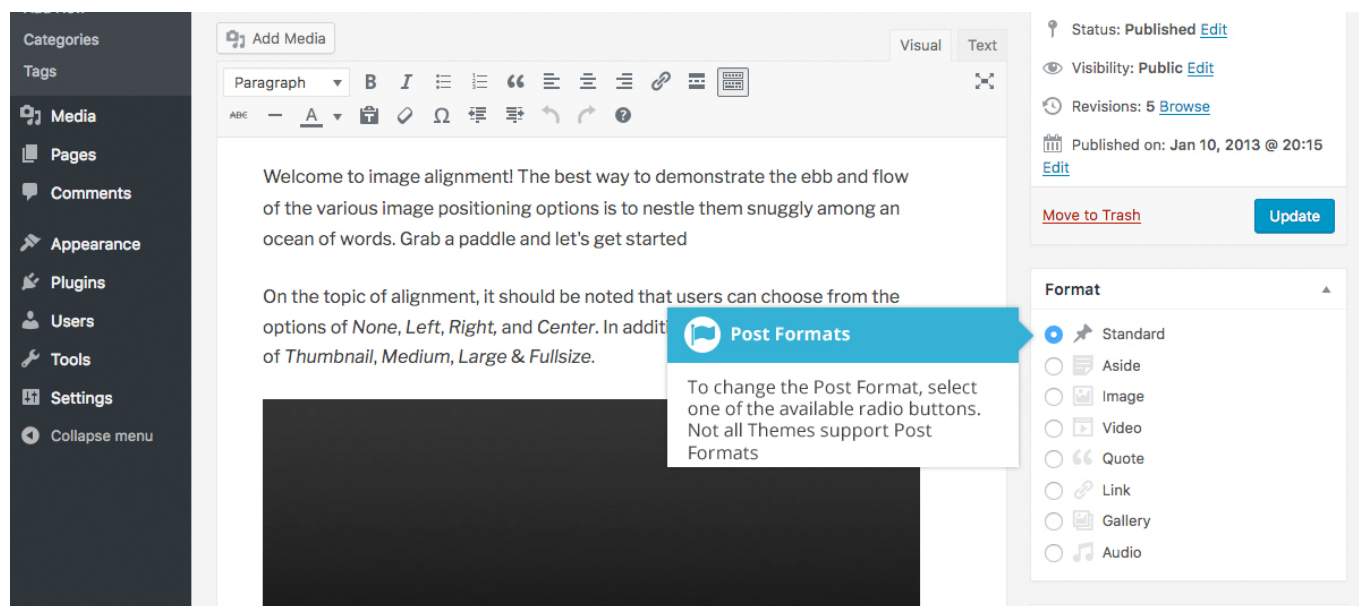 Categories
Tags
Media
Pages
Comments
Appearance
Plugins
Users
Tools
Settings
Collapse menu
Add Media
Visual Text
Paragraph B I
ABE A Ω
Welcome to image alignment! The best way to demonstrate the ebb and flow
of the various image positioning options is to nestle them snuggly among an
ocean of words. Grab a paddle and let's get started
On the topic of alignment, it should be noted that users can choose from the
options of None, Left, Right, and Center. In additi
of Thumbnail, Medium, Large & Fullsize.
Post Formats
To change the Post Format, select
one of the available radio buttons.
Not all Themes support Post
Formats
Status: Published Edit
Visibility: Public Edit
Revisions: 5 Browse
Published on: Jan 10, 2013 @ 20:15
Edit
Move to Trash Update
Format
Standard
Aside
Image
Video
Quote
Link
Gallery
Audio